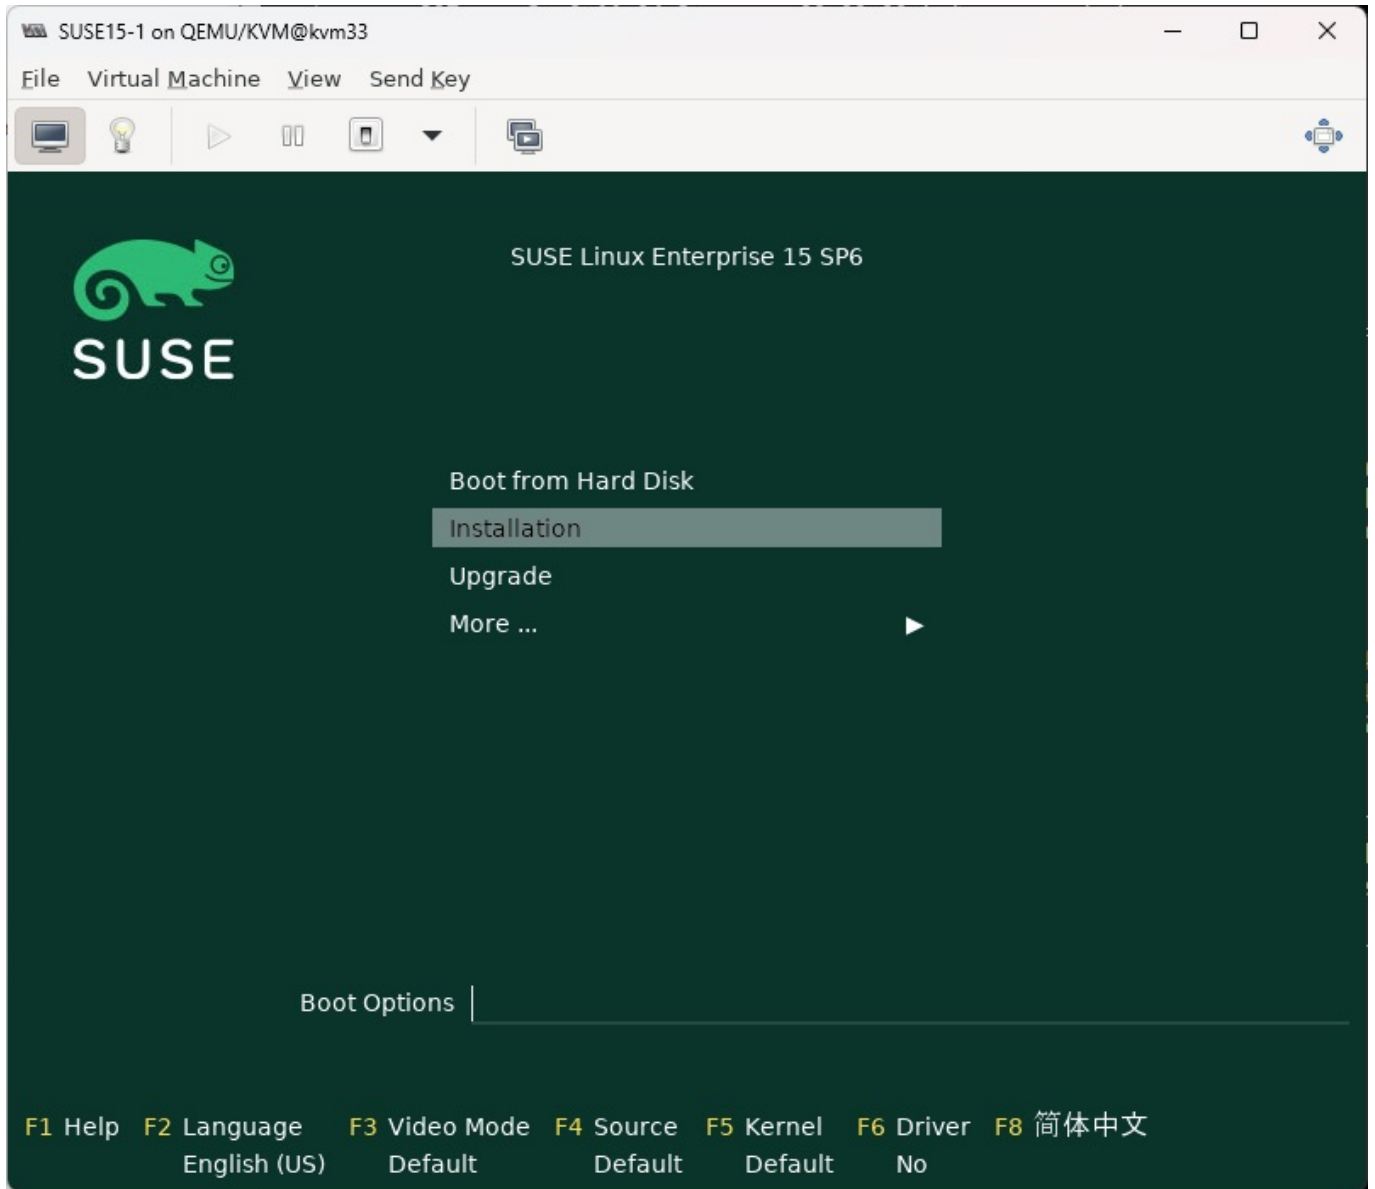 SUSE15-1 on QEMU/KVM@kvm33
File Virtual Machine View Send Key
SUSE Linux Enterprise 15 SP6
SUSE
Boot from Hard Disk
Installation
Upgrade
More ...
Boot Options
F1 Help F2 Language F3 Video Mode F4 Source F5 Kernel F6 Driver F8 简体中文
English (US) Default Default Default No